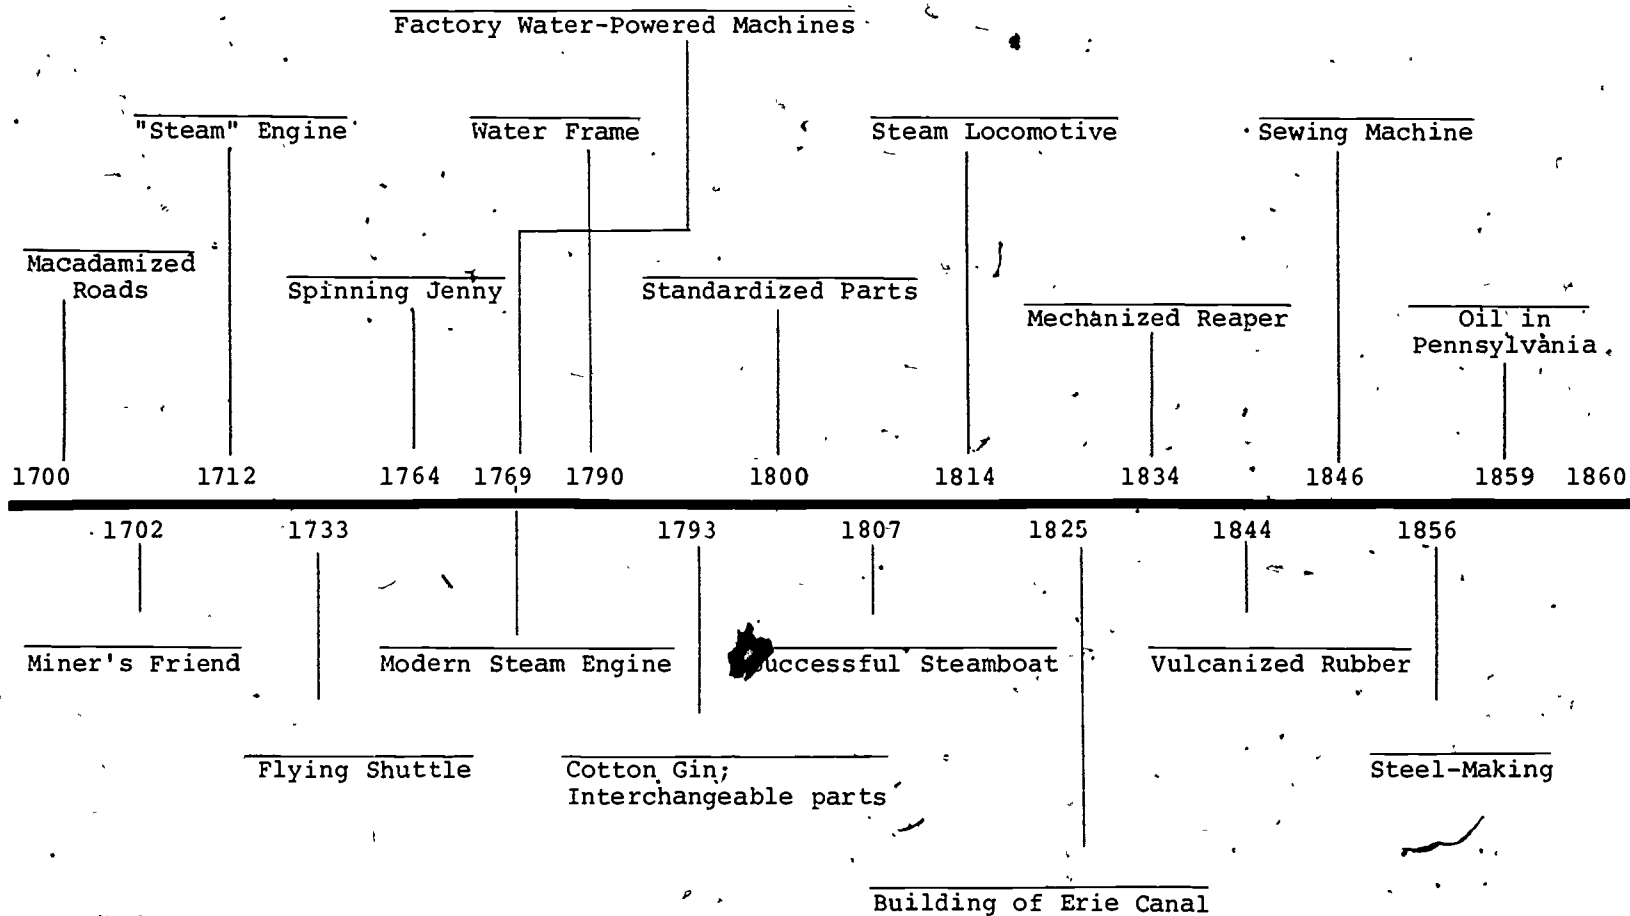 Factory Water-Powered Machines
"Steam" Engine
Water Frame
Steam Locomotive
Sewing Machine
Macadamized
Roads
Spinning Jenny
Standardized Parts
Mechanized Reaper
Oil in
Pennsylvania
1700 1712 1764 1769 1790 1800 1814 1834 1846 1859 1860
1702 1733 1793 1807 1825 1844 1856
Miner's Friend
Modern Steam Engine
Successful Steamboat
Vulcanized Rubber
Flying Shuttle
Cotton Gin;
Interchangeable parts
Steel-Making
Building of Erie Canal